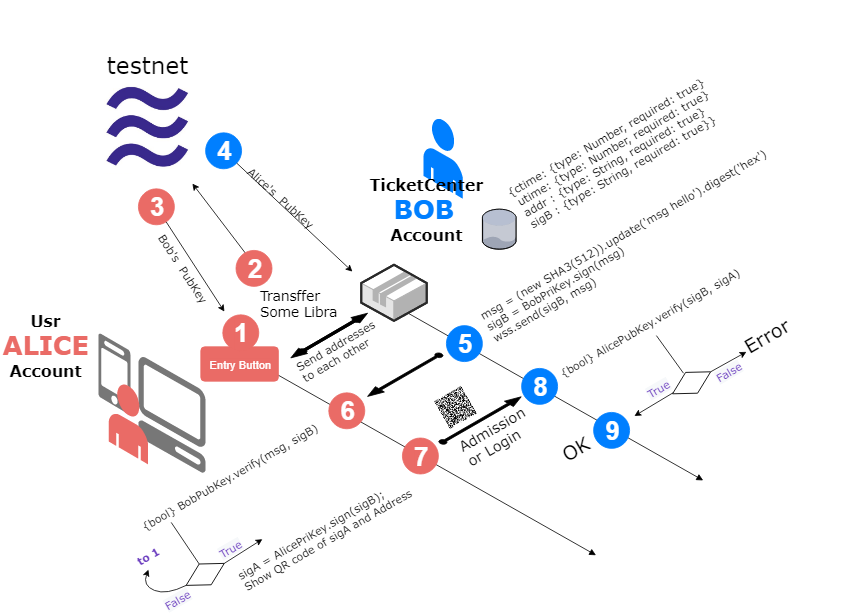 testnet
4
3
2
Alice's PubKey
Bob's PubKey
Transffer
Some Libra
TicketCenter
BOB
Account
{ctime: {type: Number, required: true}
utime: {type: Number, required: true}
addr : {type: String, required: true}
sigB : {type: String, required: true}}
Usr
ALICE
Account
1
Entry Button
Send addresses
to each other
msg = (new SHA3(512)).update('msg hello').digest('hex')
sigB = BobPriKey.sign(msg)
wss.send(sigB, msg)
5
6
7
8
9
{bool} AlicePubKey.verify(sigB, sigA)
True
False
Error
Admission
or Login
OK
{bool} BobPubKey.verify(msg, sigB)
to 1
True
False
sigA = AlicePriKey.sign(sigB);
Show QR code of sigA and Address